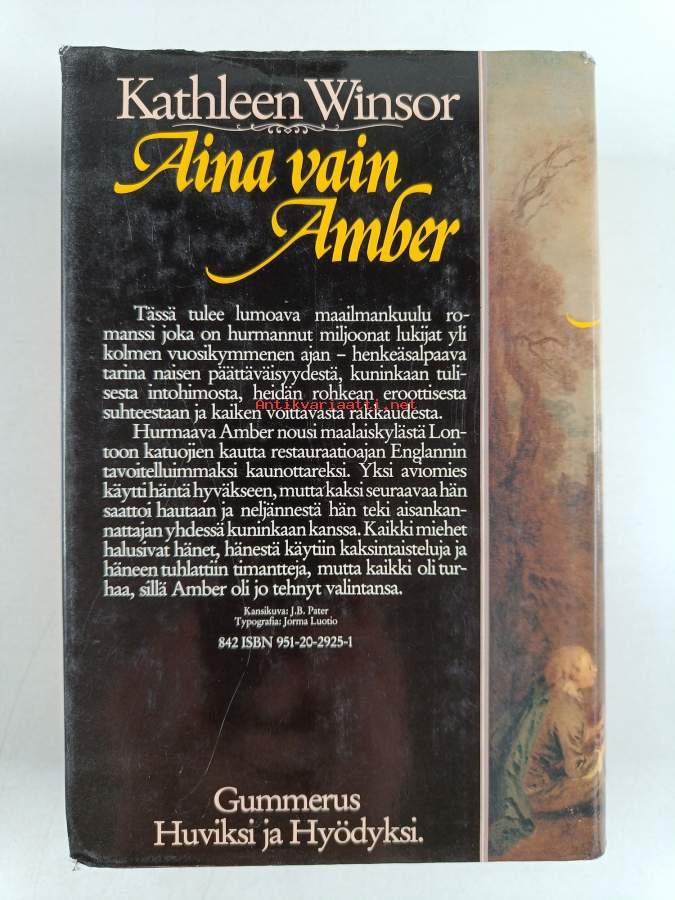 Kathleen Winsor
Aina vain
Amber
Tässä tulee lumoava maailmankuulu ro-
manssi joka on hurmannut miljoonat lukijat yli
kolmen vuosikymmenen ajan – henkeäsalpaava
tarina naisen päättäväisyydestä, kuninkaan tuli-
sesta intohimosta, heidän rohkean eroottisesta
suhteestaan ja kaiken voittavasta rakkaudesta.
Antikvariaatti.net
Hurmaava Amber nousi maalaiskylästä Lon-
toon katuojien kautta restauraatioajan Englannin
tavoitelluimmaksi kaunottareksi. Yksi aviomies
käytti häntä hyväkseen, mutta kaksi seuraavaa hän
saattoi hautaan ja neljännestä hän teki aisankan-
nattajan yhdessä kuninkaan kanssa. Kaikki miehet
halusivat hänet, hänestä käytiin kaksintaisteluja ja
häneen tuhlattiin timantteja, mutta kaikki oli tur-
haa, sillä Amber oli jo tehnyt valintansa.
Kansikuva: J.B. Pater
Typografia: Jorma Luotio
842 ISBN 951-20-2925-1
Gummerus
Huviksi ja Hyödyksi.